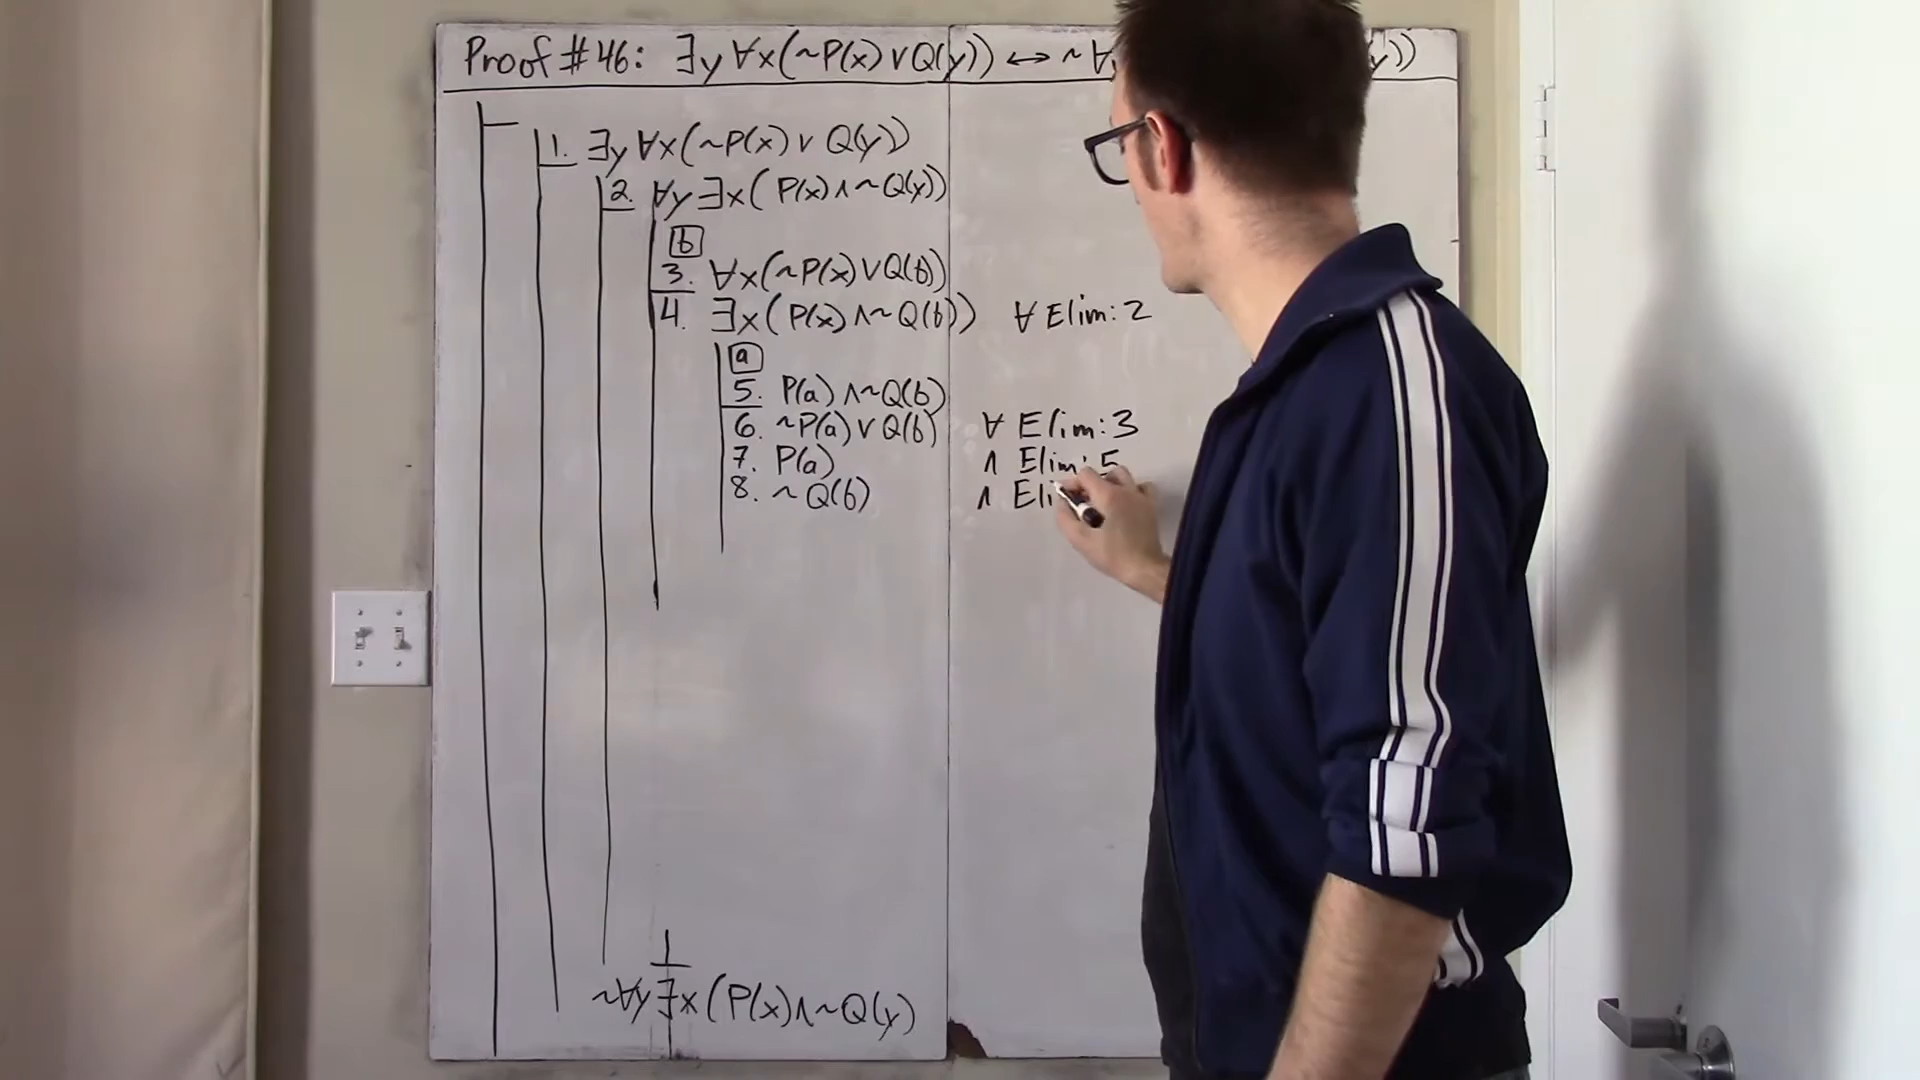 Proof #46: ∃y ∀x(~P(x) ∨ Q(y)) ↔ ~∀ y))
1. ∃y ∀x(~P(x) ∨ Q(y))
2. ∀y ∃x( P(x) ∧ ~Q(y))
b
3. ∀x(~P(x) ∨ Q(b))
4. ∃x( P(x) ∧ ~Q(b)) ∀ Elim: 2
a
5. P(a) ∧ ~Q(b)
6. ~P(a) ∨ Q(b) ∀ Elim: 3
7. P(a) ∧ Elim: 5
8. ~Q(b) ∧ Eli
⊥
~∀y ∃x(P(x) ∧ ~Q(y)